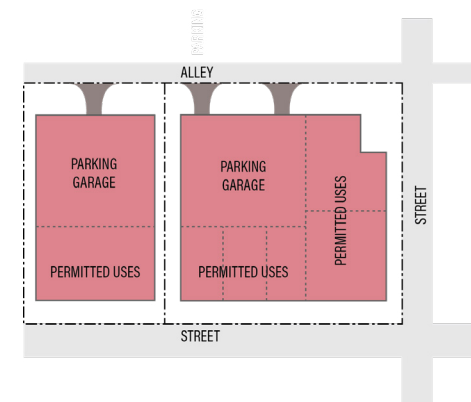 ALLEY
PARKING
GARAGE
PARKING
GARAGE
PERMITTED USES
STREET
PERMITTED USES
PERMITTED USES
STREET